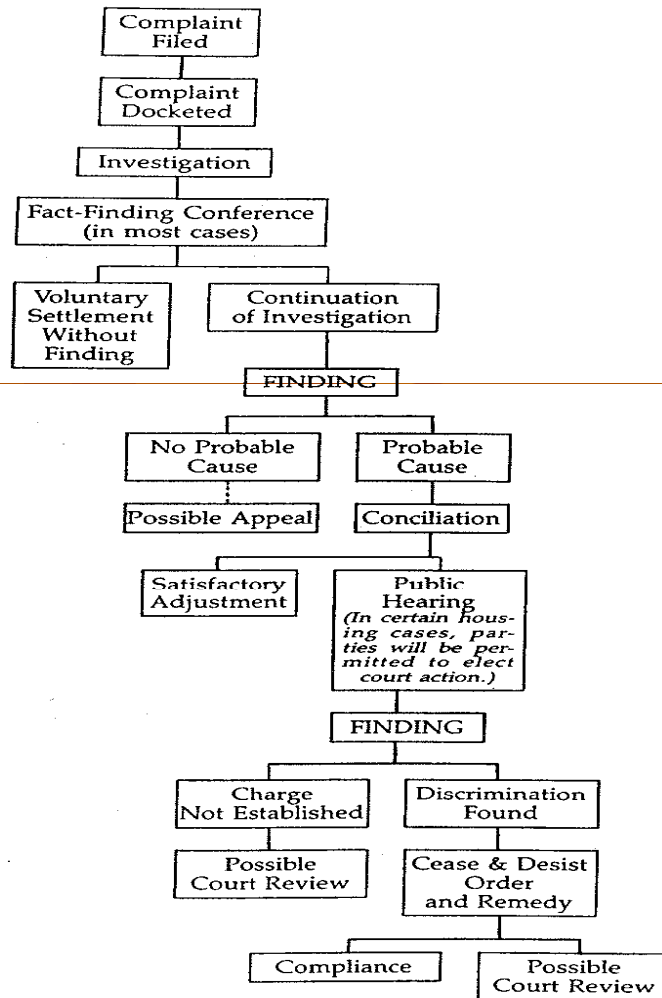 Complaint
Filed
Complaint
Docketed
Investigation
Fact-Finding Conference
(in most cases)
Voluntary
Settlement
Without
Finding
Continuation
of Investigation
FINDING
No Probable
Cause
Probable
Cause
Possible Appeal
Conciliation
Satisfactory
Adjustment
Public
Hearing
(In certain hous-
ing cases, par-
ties will be per-
mitted to elect
court action.)
FINDING
Charge
Not Established
Discrimination
Found
Possible
Court Review
Cease & Desist
Order
and Remedy
Compliance
Possible
Court Review